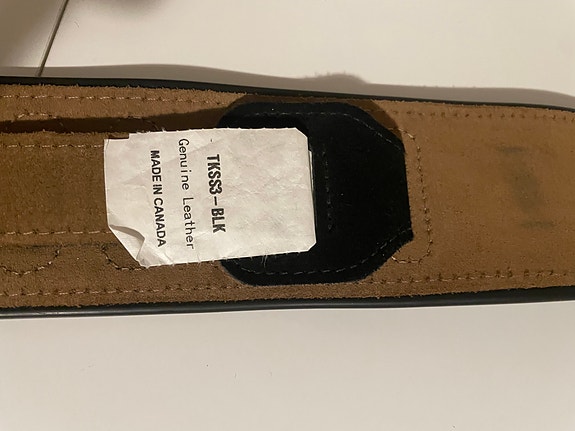 TKSS3-BLK
Genuine Leather
MADE IN CANADA